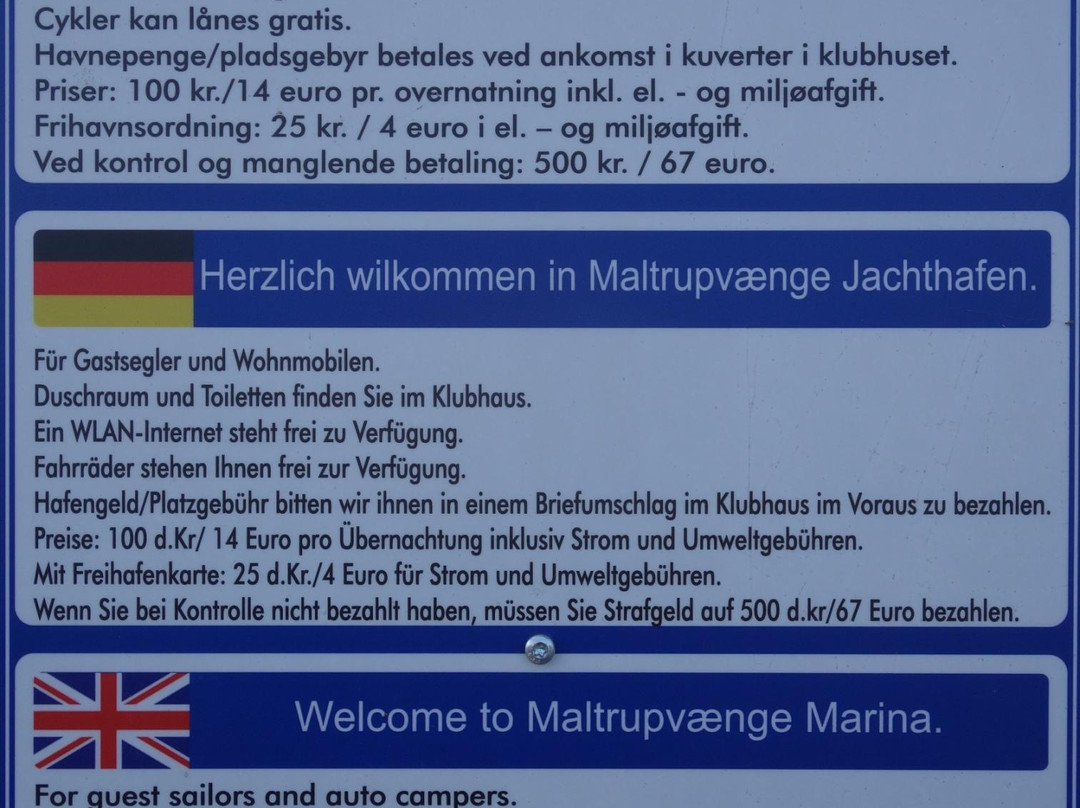 Cykler kan lånes gratis.
Havnepenge/pladsgebyr betales ved ankomst i kuverter i klubhuset.
Priser: 100 kr./14 euro pr. overnatning inkl. el. - og miljøafgift.
Frihavnsordning: 25 kr. / 4 euro i el. – og miljøafgift.
Ved kontrol og manglende betaling: 500 kr. / 67 euro.
Herzlich wilkommen in Maltrupvænge Jachthafen.
Für Gastsegler und Wohnmobilen.
Duschraum und Toiletten finden Sie im Klubhaus.
Ein WLAN-Internet steht frei zu Verfügung.
Fahrräder stehen Ihnen frei zur Verfügung.
Hafengeld/Platzgebühr bitten wir ihnen in einem Briefumschlag im Klubhaus im Voraus zu bezahlen.
Preise: 100 d.Kr/ 14 Euro pro Übernachtung inklusiv Strom und Umweltgebühren.
Mit Freihafenkarte: 25 d.Kr./4 Euro für Strom und Umweltgebühren.
Wenn Sie bei Kontrolle nicht bezahlt haben, müssen Sie Strafgeld auf 500 d.kr/67 Euro bezahlen.
Welcome to Maltrupvænge Marina.
For guest sailors and auto campers.